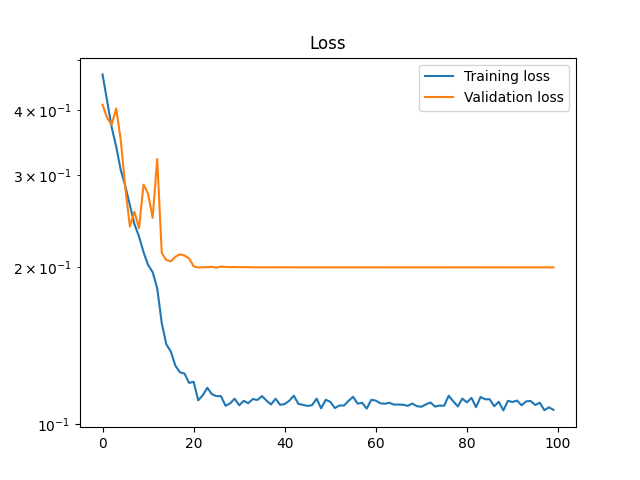 Loss
Training loss
Validation loss
4 × 10⁻¹
3 × 10⁻¹
2 × 10⁻¹
10⁻¹
0 20 40 60 80 100